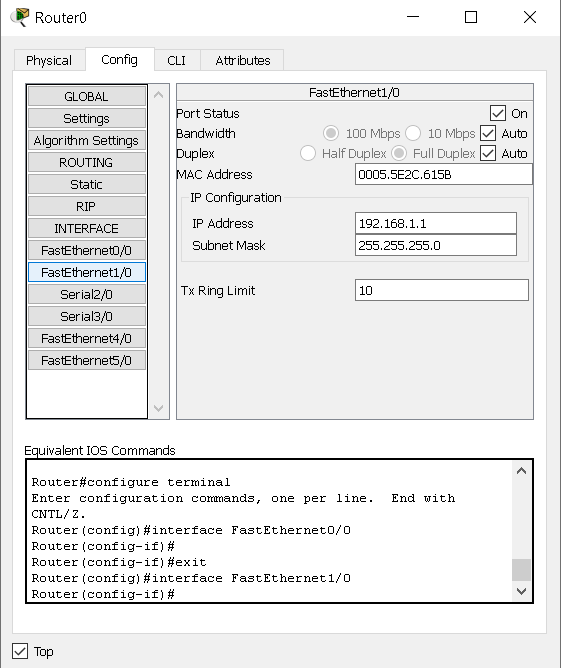 Router0
Physical
Config
CLI
Attributes
GLOBAL
Settings
Algorithm Settings
ROUTING
Static
RIP
INTERFACE
FastEthernet0/0
FastEthernet1/0
Serial2/0
Serial3/0
FastEthernet4/0
FastEthernet5/0
FastEthernet1/0
Port Status On
Bandwidth 100 Mbps 10 Mbps Auto
Duplex Half Duplex Full Duplex Auto
MAC Address 0005.5E2C.615B
IP Configuration
IP Address 192.168.1.1
Subnet Mask 255.255.255.0
Tx Ring Limit 10
Equivalent IOS Commands
Router#configure terminal
Enter configuration commands, one per line.  End with
CNTL/Z.
Router(config)#interface FastEthernet0/0
Router(config-if)#
Router(config-if)#exit
Router(config)#interface FastEthernet1/0
Router(config-if)#
Top